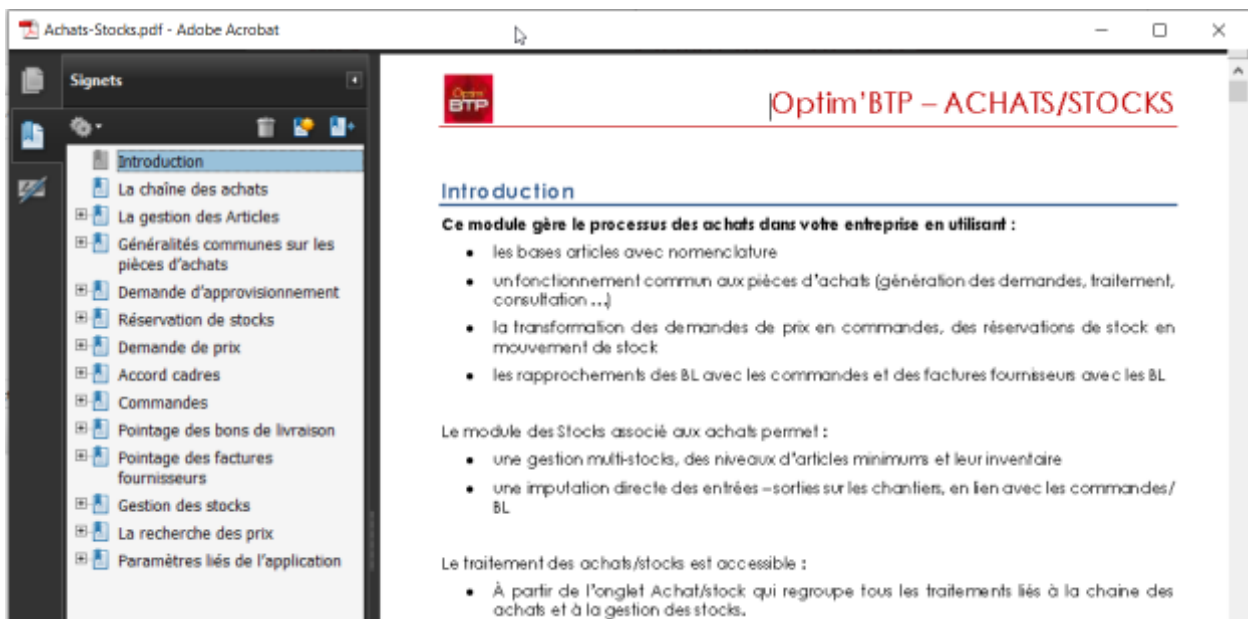 Achats-Stocks.pdf - Adobe Acrobat
Signets
Introduction
La chaîne des achats
La gestion des Articles
Généralités communes sur les
pièces d'achats
Demande d'approvisionnement
Réservation de stocks
Demande de prix
Accord cadres
Commandes
Pointage des bons de livraison
Pointage des factures
fournisseurs
Gestion des stocks
La recherche des prix
Paramètres liés de l'application
Optim'
BTP
Optim'BTP – ACHATS/STOCKS
Introduction
Ce module gère le processus des achats dans votre entreprise en utilisant :
• les bases articles avec nomenclature
• un fonctionnement commun aux pièces d'achats (génération des demandes, traitement,
consultation …)
• la transformation des demandes de prix en commandes, des réservations de stock en
mouvement de stock
• les rapprochements des BL avec les commandes et des factures fournisseurs avec les BL
Le module des Stocks associé aux achats permet :
• une gestion multi-stocks, des niveaux d'articles minimums et leur inventaire
• une imputation directe des entrées –sorties sur les chantiers, en lien avec les commandes/
BL
Le traitement des achats/stocks est accessible :
• À partir de l'onglet Achat/stock qui regroupe tous les traitements liés à la chaine des
achats et à la gestion des stocks.